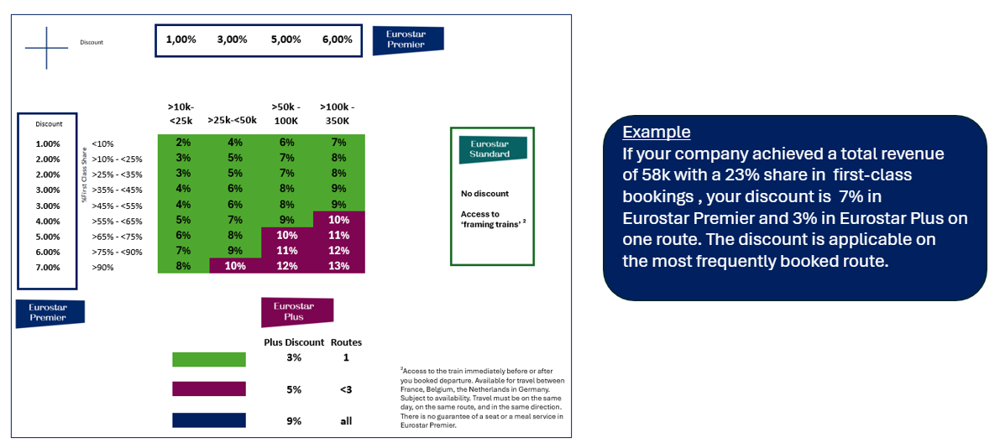 Discount
1,00% 3,00% 5,00% 6,00%
Eurostar
Premier
>10k- >50k - >100k -
<25k >25k-<50k 100K 350K
Discount
%First Class Share
1.00% <10% 2% 4% 6% 7%
2.00% >10% - <25% 3% 5% 7% 8%
2.00% >25% - <35% 3% 5% 7% 8%
3.00% >35% - <45% 4% 6% 8% 9%
3.00% >45% - <55% 4% 6% 8% 9%
4.00% >55% - <65% 5% 7% 9% 10%
5.00% >65% - <75% 6% 8% 10% 11%
6.00% >75% - <90% 7% 9% 11% 12%
7.00% >90% 8% 10% 12% 13%
Eurostar
Premier
Eurostar
Standard
No discount
Access to
‘framing trains’ 2
Eurostar
Plus
Plus Discount Routes
3% 1
5% <3
9% all
2Access to the train immediately before or after
you booked departure. Available for travel between
France, Belgium, the Netherlands in Germany.
Subject to availability. Travel must be on the same
day, on the same route, and in the same direction.
There is no guarantee of a seat or a meal service in
Eurostar Premier.
Example
If your company achieved a total revenue
of 58k with a 23% share in first-class
bookings , your discount is 7% in
Eurostar Premier and 3% in Eurostar Plus on
one route. The discount is applicable on
the most frequently booked route.